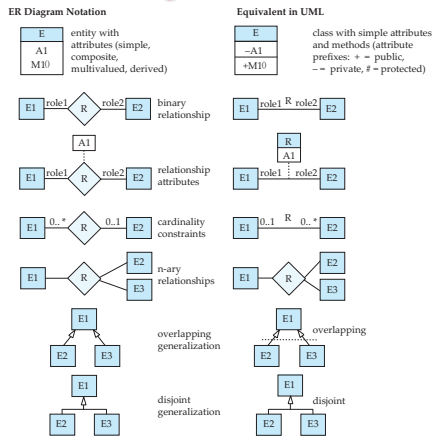 ER Diagram Notation
Equivalent in UML
E
A1
M1()
entity with
attributes (simple,
composite,
multivalued, derived)
E
–A1
+M1()
class with simple attributes
and methods (attribute
prefixes: + = public,
– = private, # = protected)
E1 role1 R role2 E2
binary
relationship
E1 role1 R role2 E2
A1
E1 role1 R role2 E2
relationship
attributes
R
A1
E1 role1 role2 E2
E1 0.. * R 0..1 E2
cardinality
constraints
E1 0..1 R 0.. * E2
E1 R E2
E3
n-ary
relationships
E1 R E2
E3
E1
E2 E3
overlapping
generalization
E1
E2 E3
overlapping
E1
E2 E3
disjoint
generalization
E1
E2 E3
disjoint